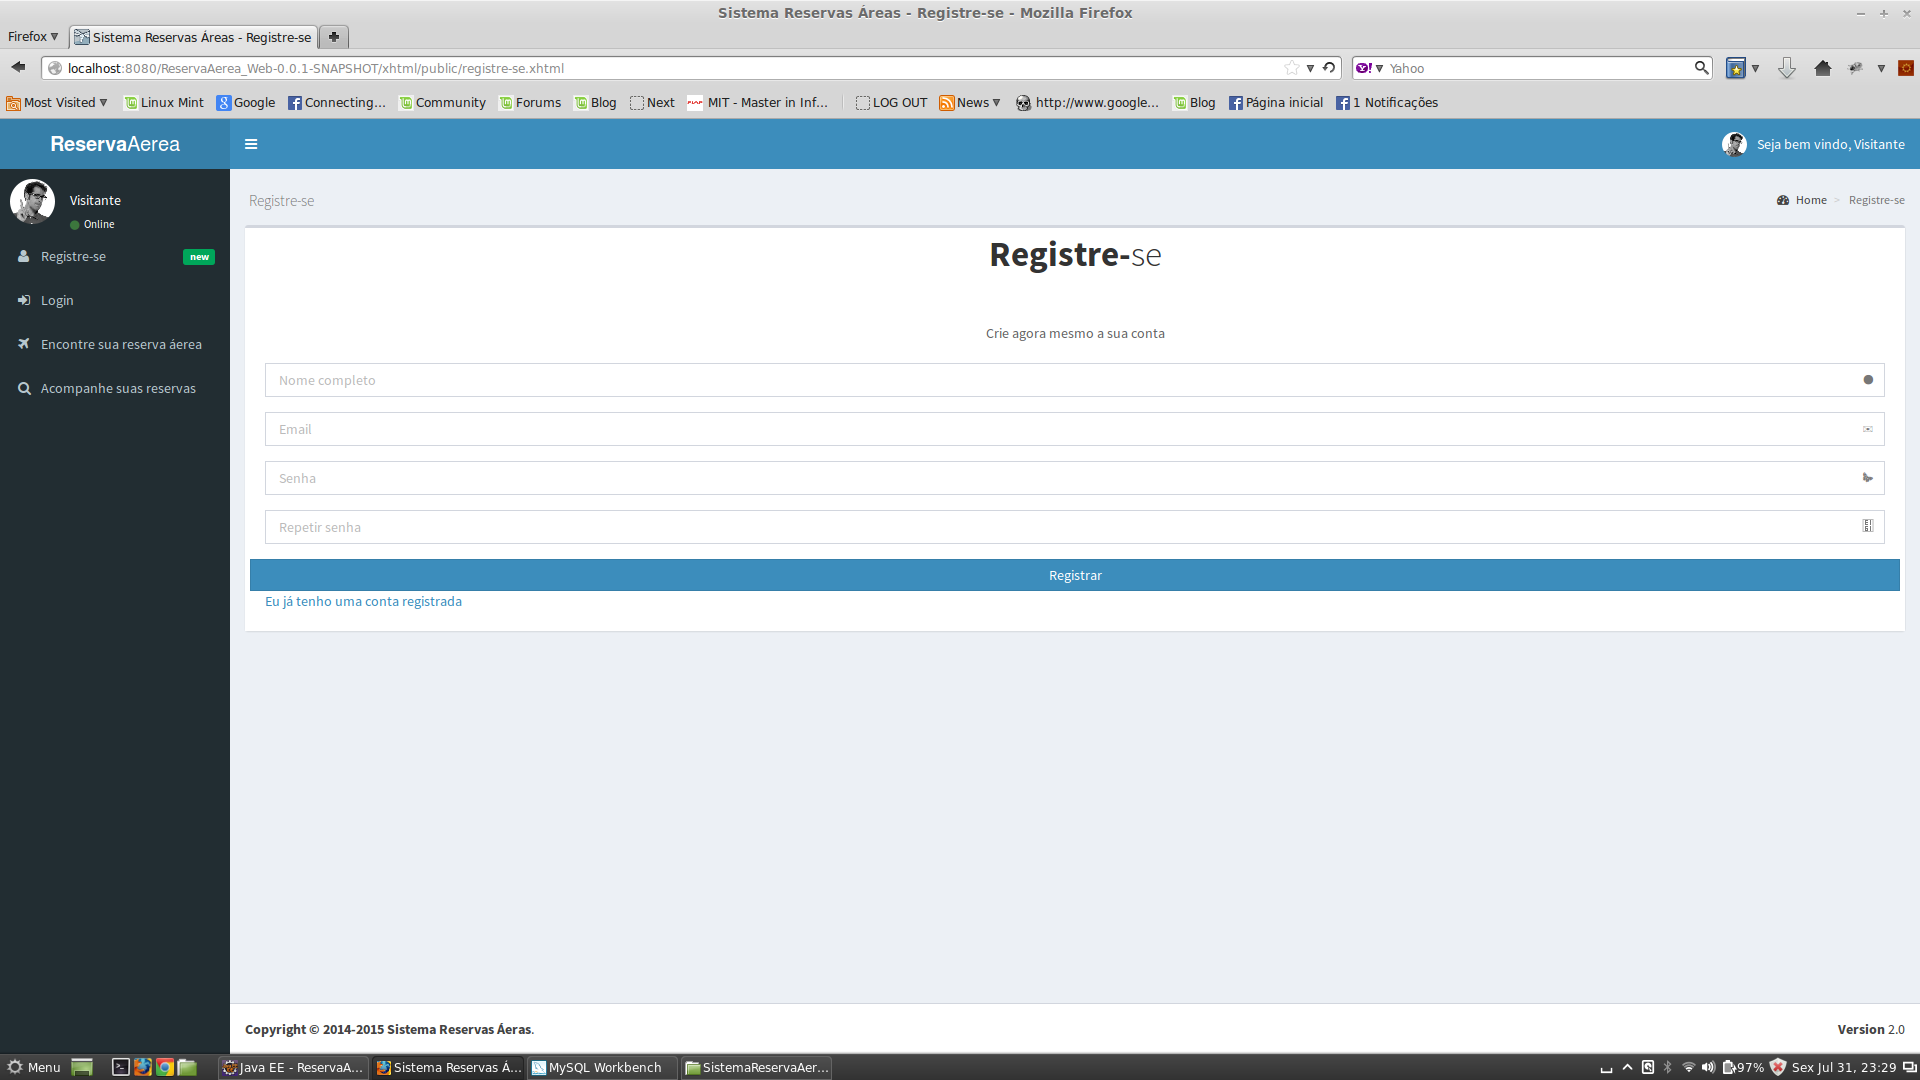 Sistema Reservas Áreas - Registre-se - Mozilla Firefox
Firefox
Sistema Reservas Áreas - Registre-se
localhost:8080/ReservaAerea_Web-0.0.1-SNAPSHOT/xhtml/public/registre-se.xhtml
Yahoo
Most Visited Linux Mint Google Connecting... Community Forums Blog Next MIT - Master in Inf... LOG OUT News http://www.google... Blog Página inicial 1 Notificações
ReservaAerea
Seja bem vindo, Visitante
Visitante
Online
Registre-se new
Login
Encontre sua reserva áerea
Acompanhe suas reservas
Registre-se
Home > Registre-se
Registre-se
Crie agora mesmo a sua conta
Nome completo
Email
Senha
Repetir senha
Registrar
Eu já tenho uma conta registrada
Copyright © 2014-2015 Sistema Reservas Áeras.
Version 2.0
Menu Java EE - ReservaA... Sistema Reservas Á... MySQL Workbench SistemaReservaAer... 97% Sex Jul 31, 23:29